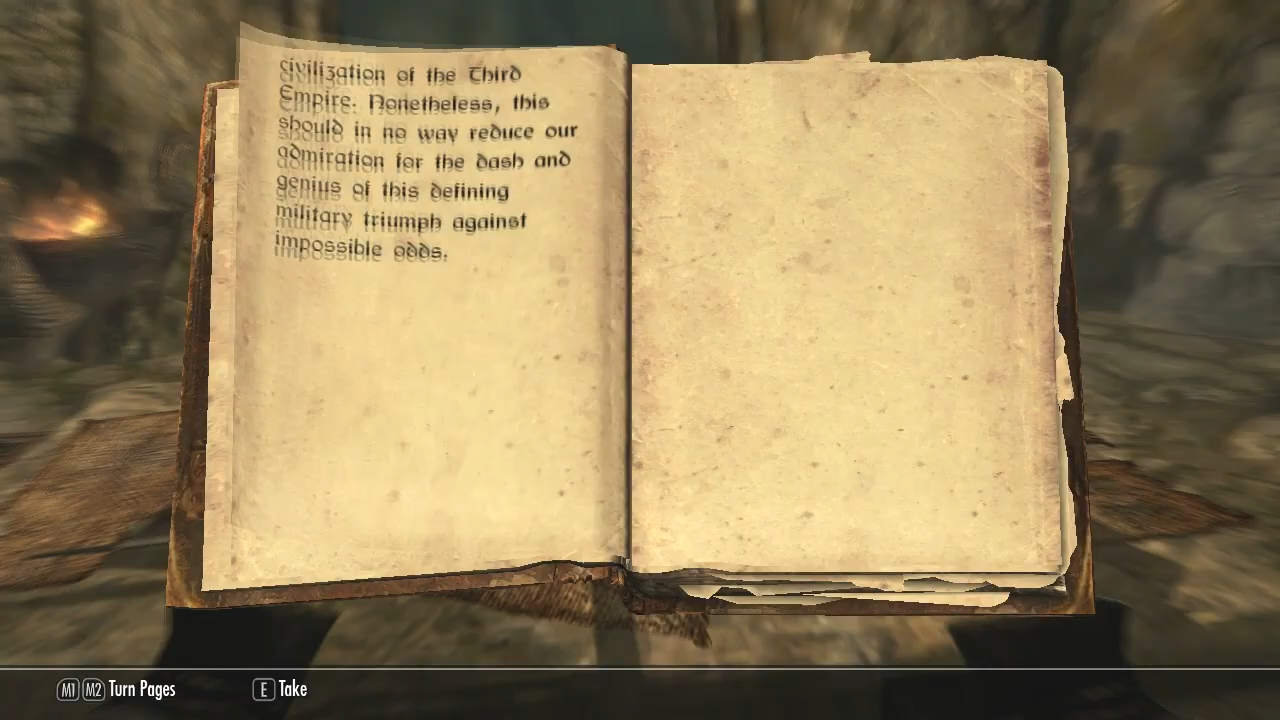 civilization of the Third
Empire. Nonetheless, this
should in no way reduce our
admiration for the dash and
genius of this defining
military triumph against
impossible odds.
M1 M2 Turn Pages
E Take